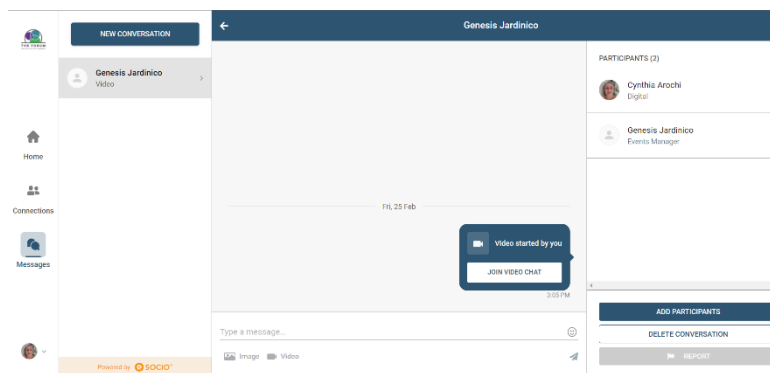 THE FORUM
Home
Connections
Messages
NEW CONVERSATION
Genesis Jardinico
Video
Powered by SOCIO
Genesis Jardinico
Fri, 25 Feb
Video started by you
JOIN VIDEO CHAT
3:05 PM
Type a message...
Image Video
PARTICIPANTS (2)
Cynthia Arochi
Digital
Genesis Jardinico
Events Manager
ADD PARTICIPANTS
DELETE CONVERSATION
REPORT